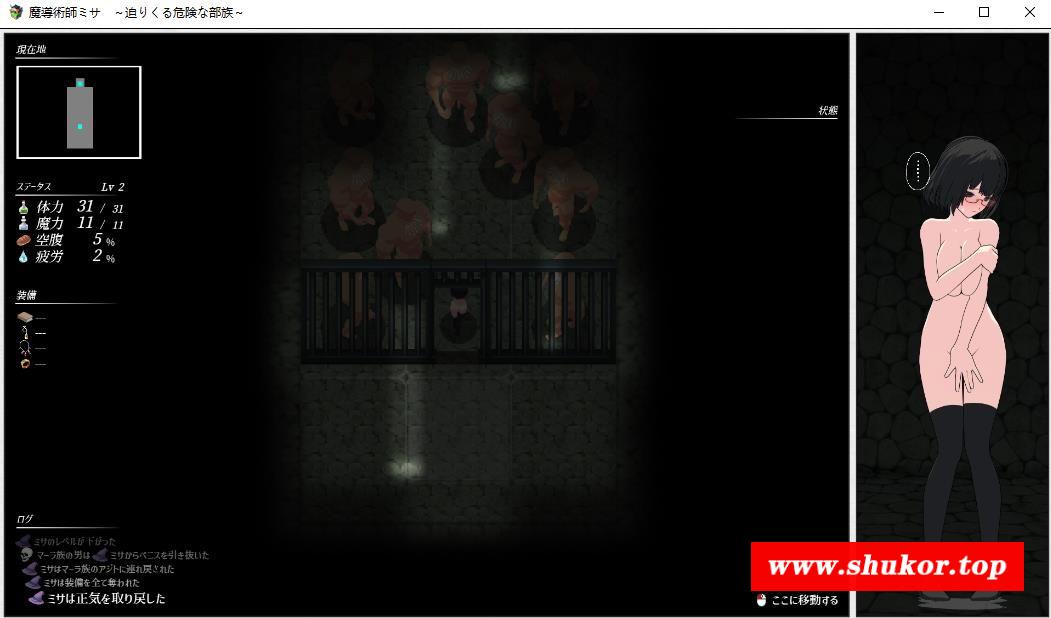 魔導術師ミサ　～迫りくる危険な部族～
現在地
状態
ステータス Lv 2
体力 31 / 31
魔力 11 / 11
空腹 5 %
疲労 2 %
装備
---
---
---
---
ログ
ミサのレベルが下がった
マーラ族の男は ミサからペニスを引き抜いた
ミサはマーラ族のアジトに連れ戻された
ミサは装備を全て奪われた
ミサは正気を取り戻した
www.shukor.top
ここに移動する